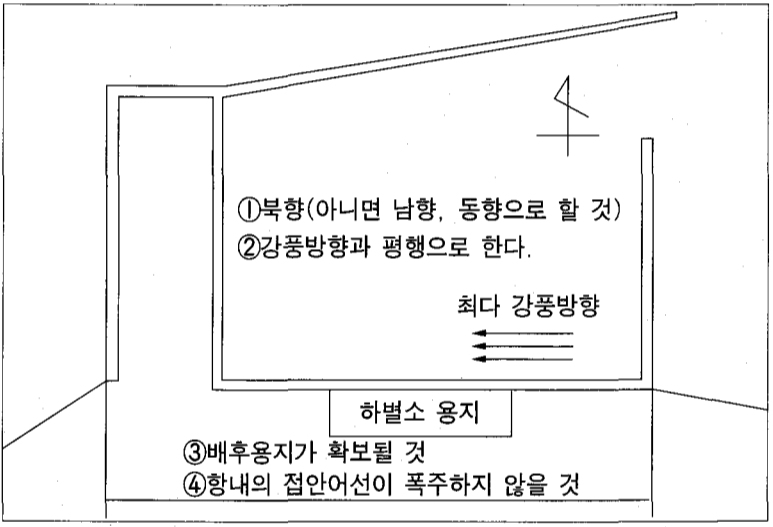 ①북향(아니면 남향, 동향으로 할 것)
②강풍방향과 평행으로 한다.
최다 강풍방향
하별소 용지
③배후용지가 확보될 것
④항내의 접안어선이 폭주하지 않을 것